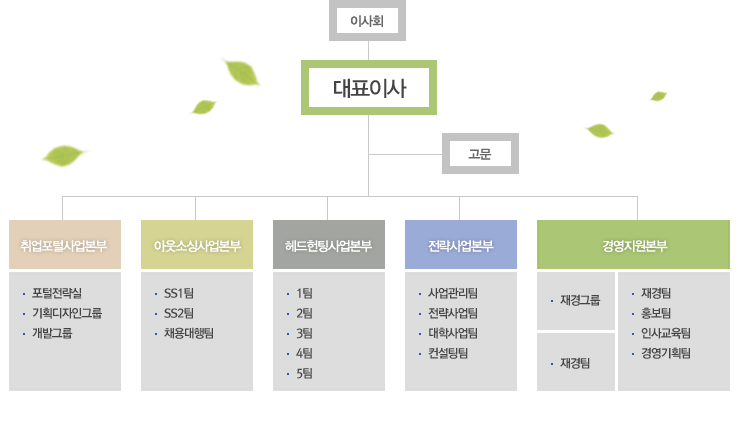 이사회
대표이사
고문
취업포털사업본부
포털전략실
기획디자인그룹
개발그룹
아웃소싱사업본부
SS1팀
SS2팀
채용대행팀
헤드헌팅사업본부
1팀
2팀
3팀
4팀
5팀
전략사업본부
사업관리팀
전략사업팀
대학사업팀
컨설팅팀
경영지원본부
재경그룹
재경팀
재경팀
홍보팀
인사교육팀
경영기획팀